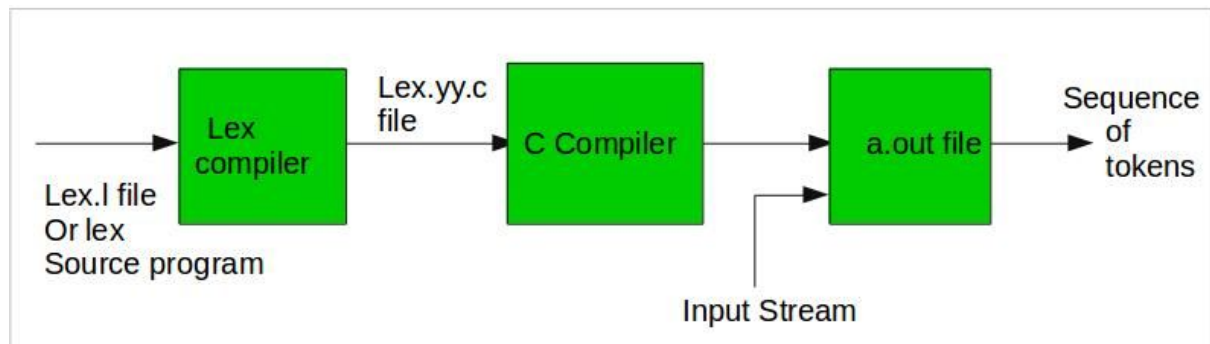 Lex.l file
Or lex
Source program
Lex
compiler
Lex.yy.c
file
C Compiler
a.out file
Input Stream
Sequence
of
tokens